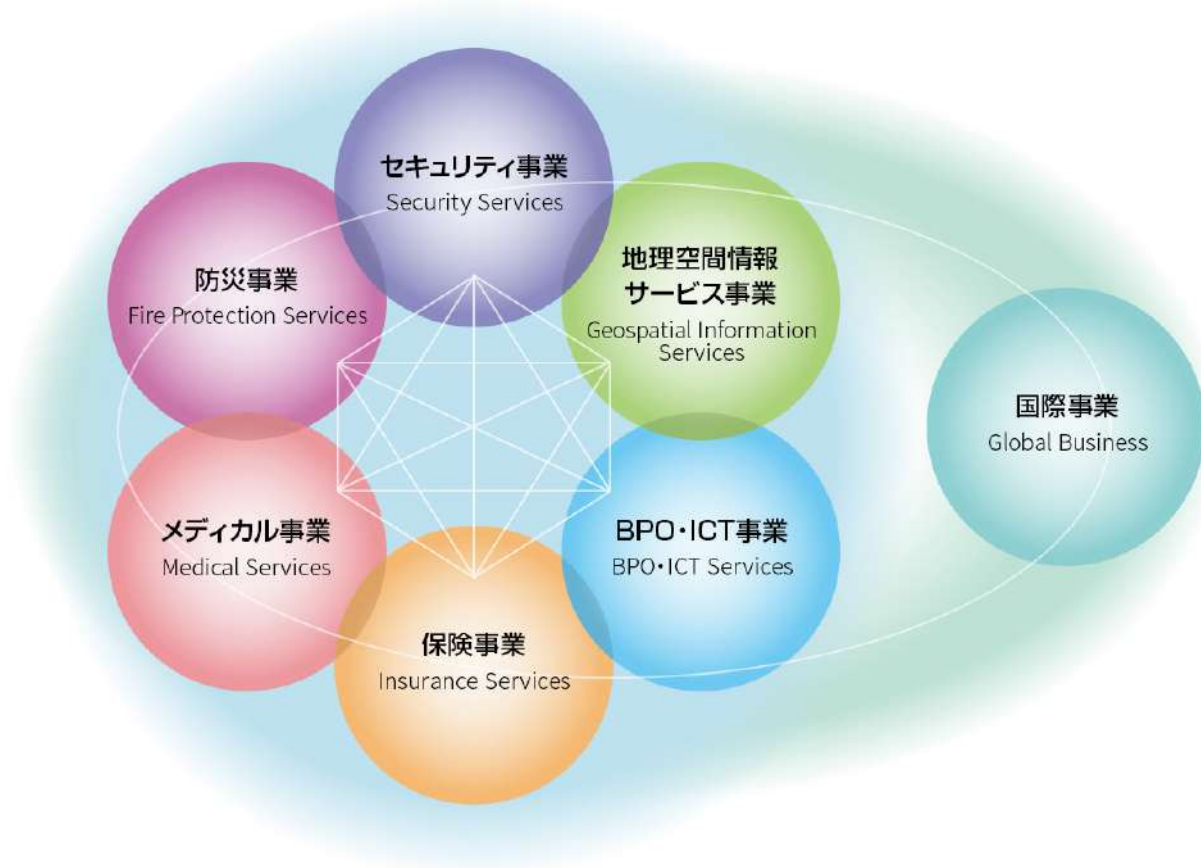 セキュリティ事業
Security Services
防災事業
Fire Protection Services
地理空間情報
サービス事業
Geospatial Information
Services
国際事業
Global Business
メディカル事業
Medical Services
BPO・ICT事業
BPO・ICT Services
保険事業
Insurance Services